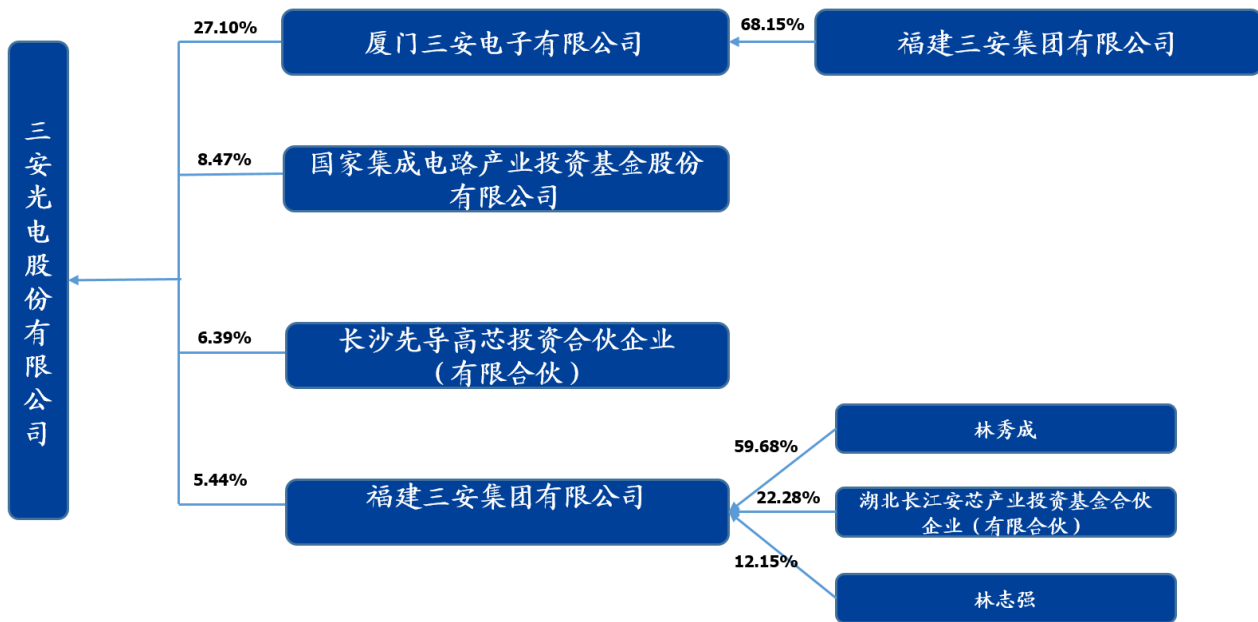 三安光电股份有限公司
27.10%
厦门三安电子有限公司
68.15%
福建三安集团有限公司
8.47%
国家集成电路产业投资基金股份
有限公司
6.39%
长沙先导高芯投资合伙企业
（有限合伙）
5.44%
福建三安集团有限公司
59.68%
林秀成
22.28%
湖北长江安芯产业投资基金合伙
企业（有限合伙）
12.15%
林志强